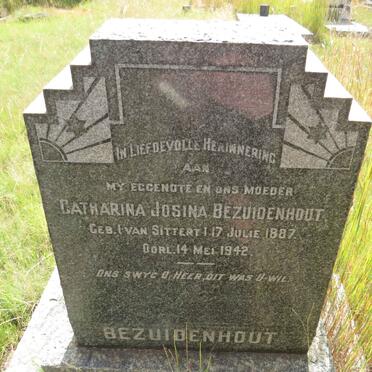 IN LIEFDEVOLLE HERINNERING
AAN
MY EGGENOTE EN ONS MOEDER
CATHARINA JOSINA BEZUIDENHOUT,
GEB. (VAN SITTERT) 17 JULIE 1887
OORL. 14 MEI 1942.
ONS SWYG O HEER, DIT WAS U WIL
BEZUIDENHOUT